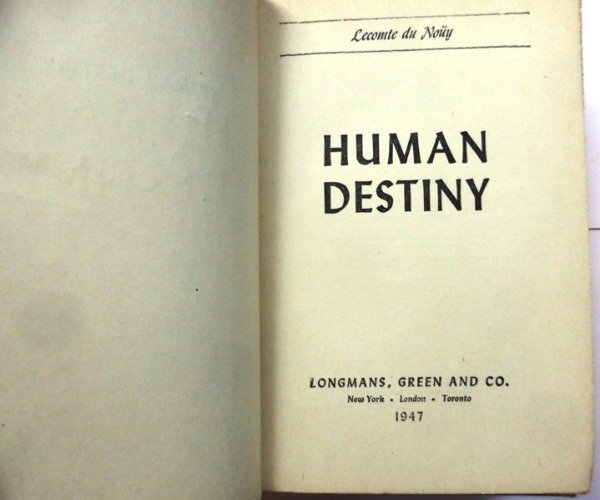 Lecomte du Noüy
HUMAN
DESTINY
LONGMANS, GREEN AND CO.
New York • London • Toronto
1947